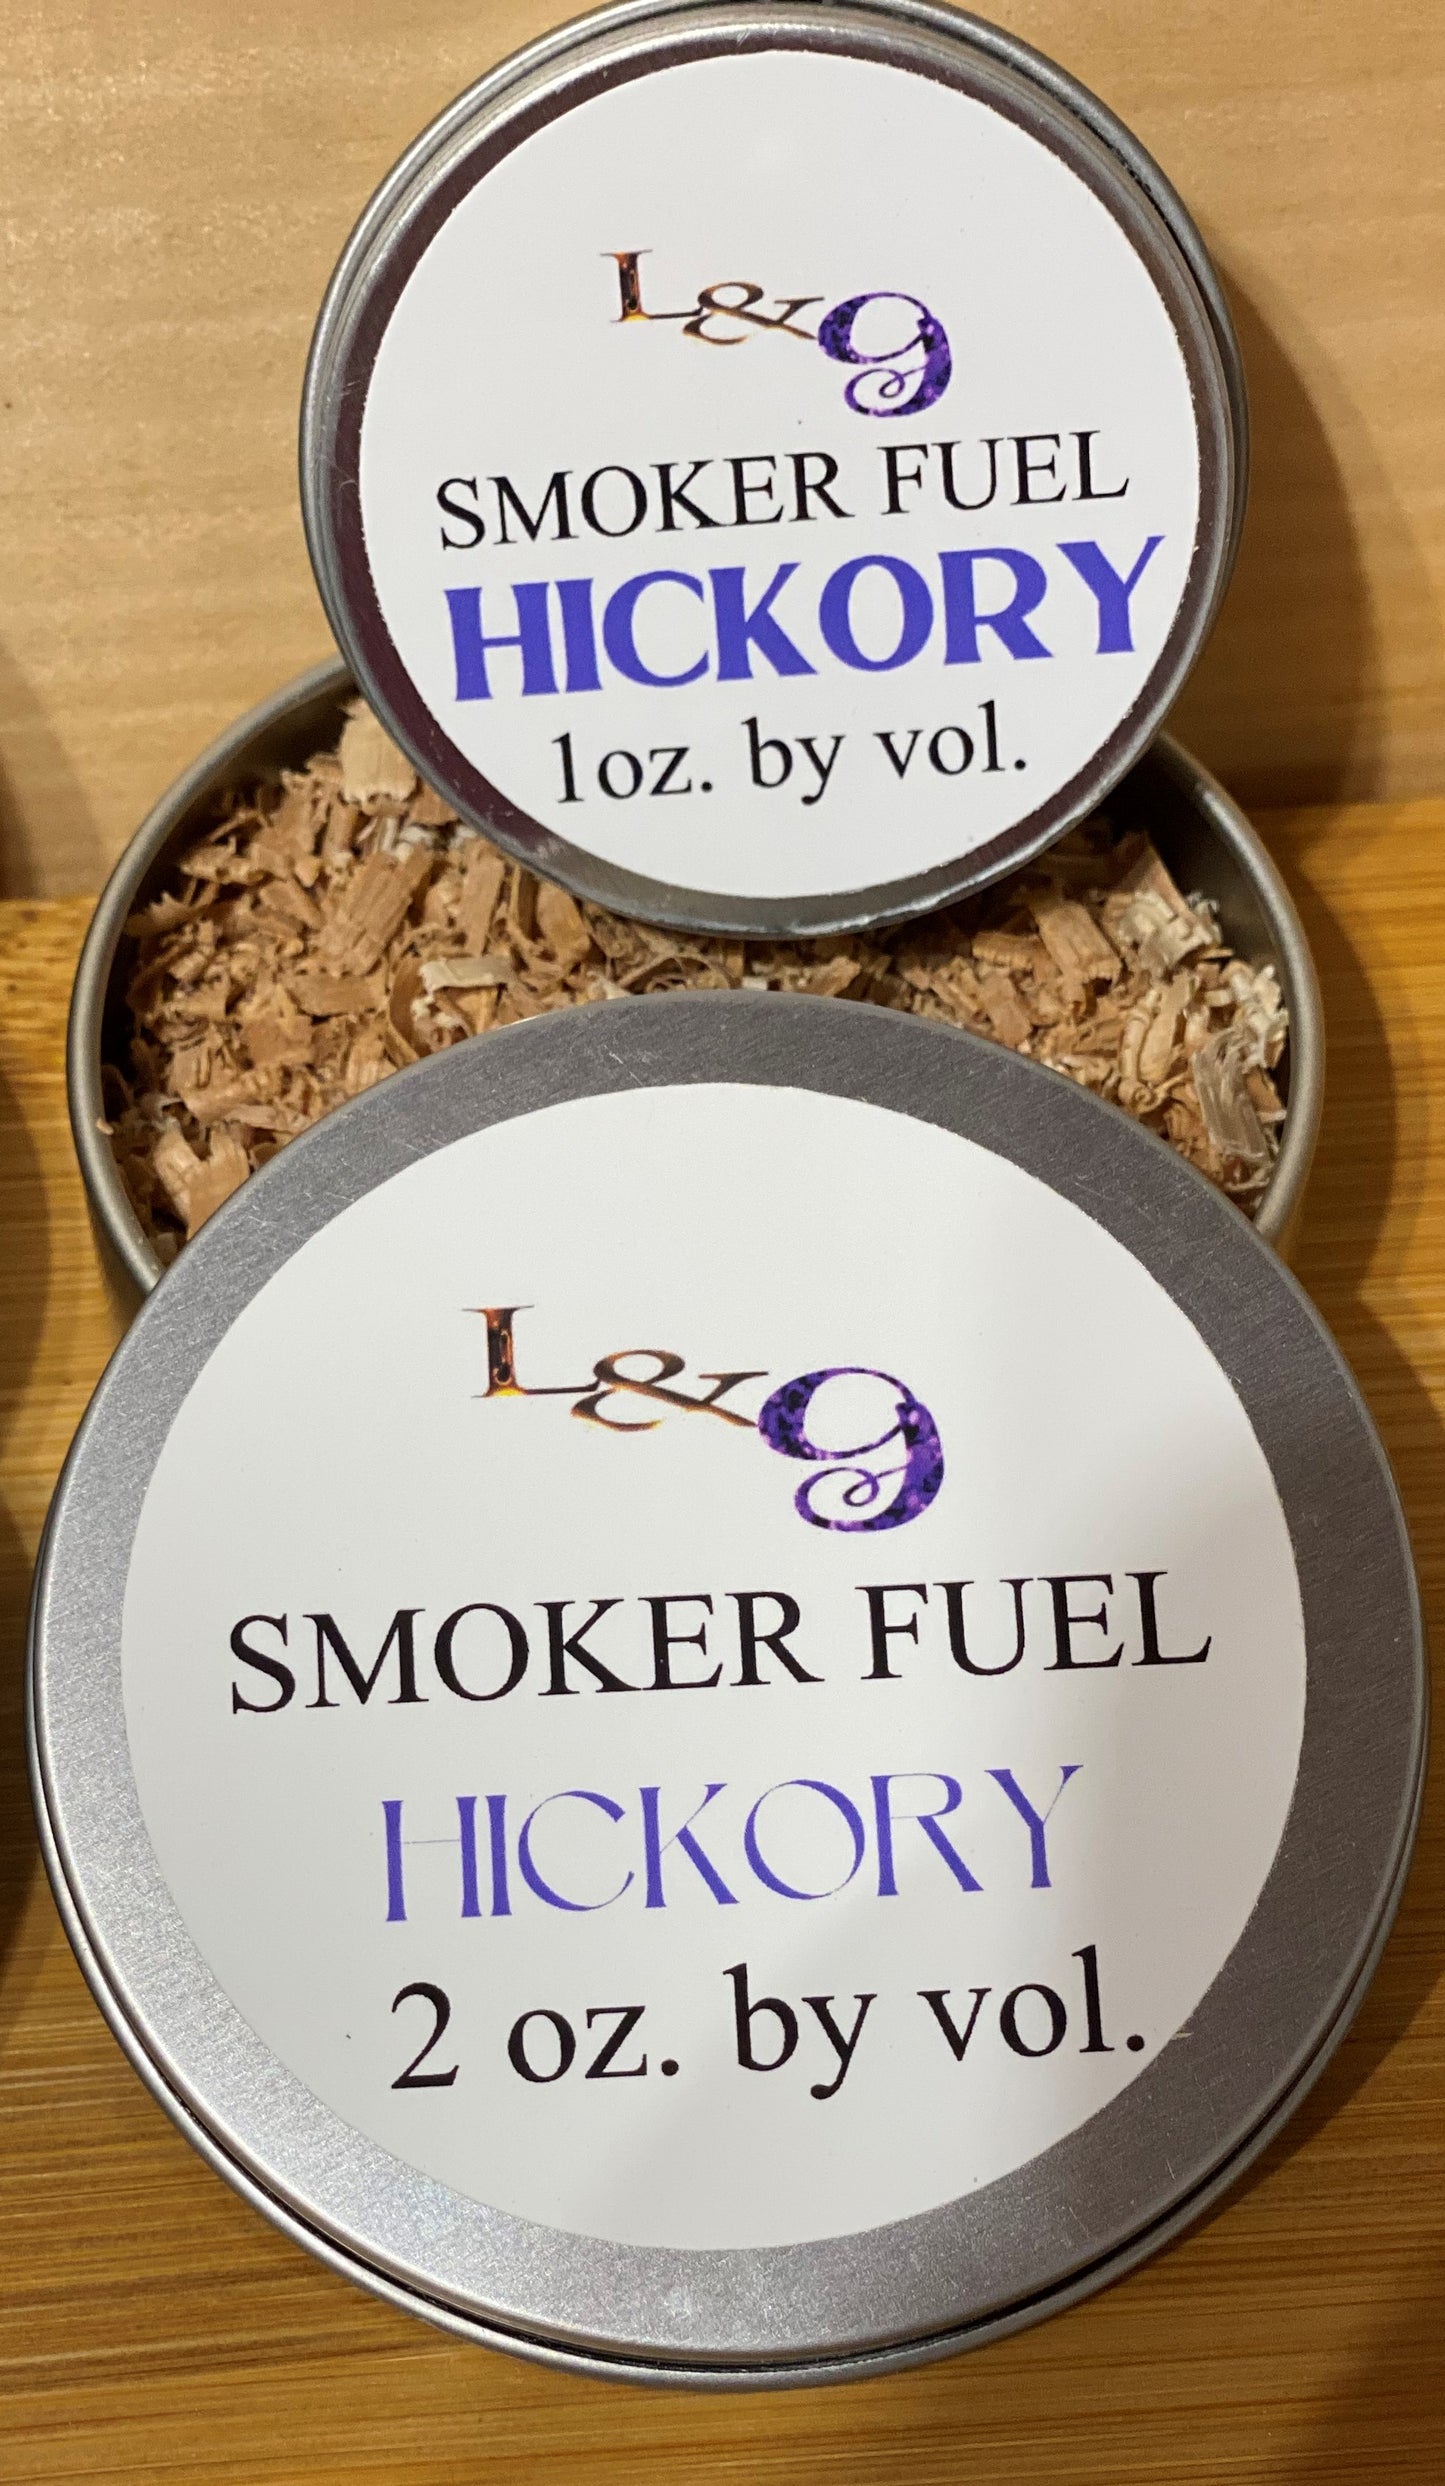 L&g
SMOKER FUEL
HICKORY
1oz. by vol.
L&g
SMOKER FUEL
HICKORY
2 oz. by vol.